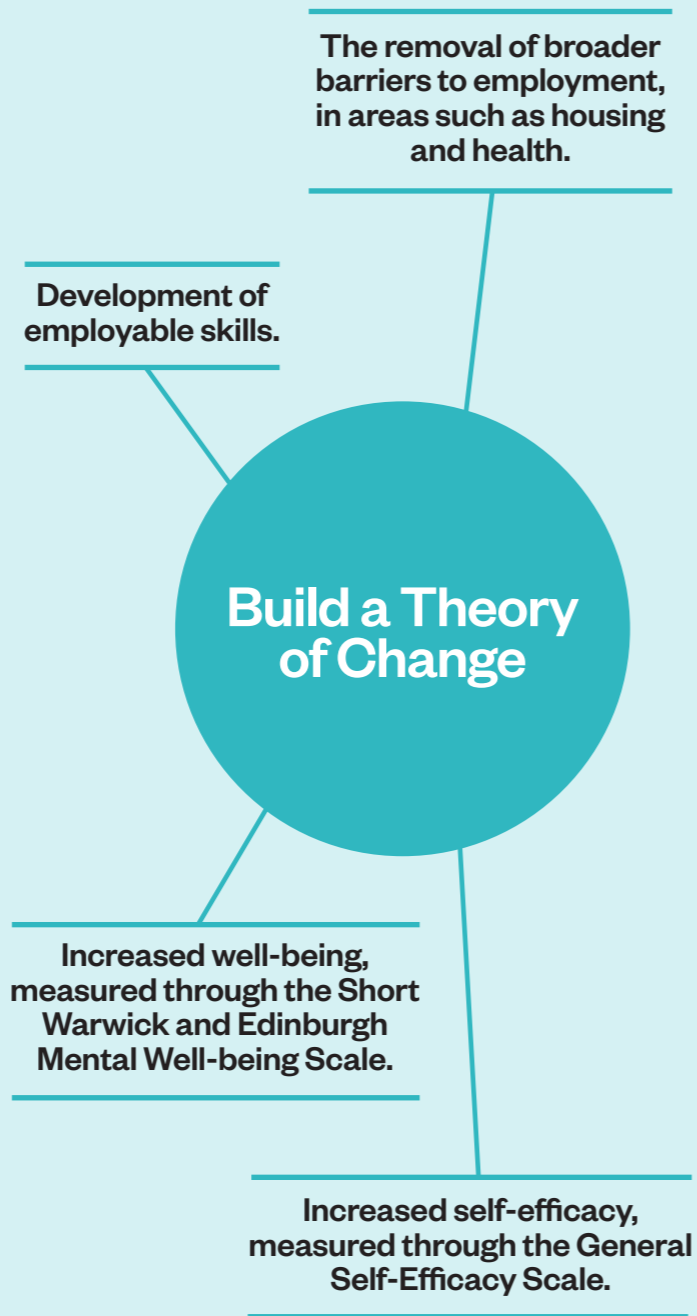 The removal of broader
barriers to employment,
in areas such as housing
and health.
Development of
employable skills.
Build a Theory
of Change
Increased well-being,
measured through the Short
Warwick and Edinburgh
Mental Well-being Scale.
Increased self-efficacy,
measured through the General
Self-Efficacy Scale.